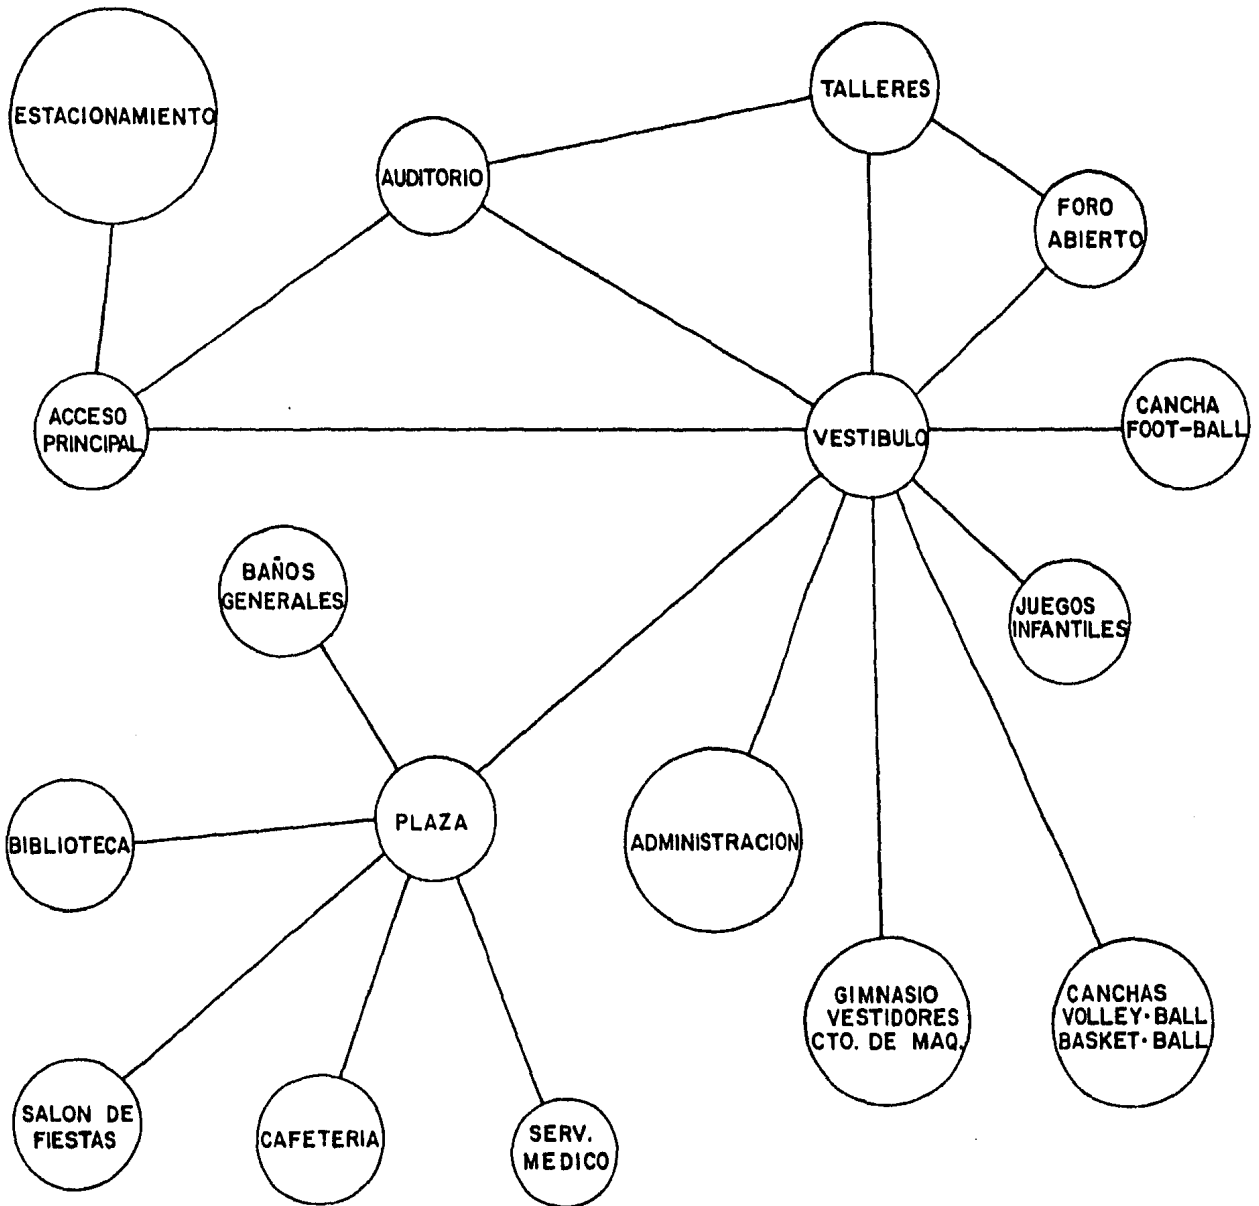 ESTACIONAMIENTO
TALLERES
AUDITORIO
FORO
ABIERTO
ACCESO
PRINCIPAL
VESTIBULO
CANCHA
FOOT-BALL
BAÑOS
GENERALES
JUEGOS
INFANTILES
PLAZA
BIBLIOTECA
ADMINISTRACION
GIMNASIO
VESTIDORES
CTO. DE MAQ.
CANCHAS
VOLLEY·BALL
BASKET·BALL
SALON DE
FIESTAS
CAFETERIA
SERV.
MEDICO